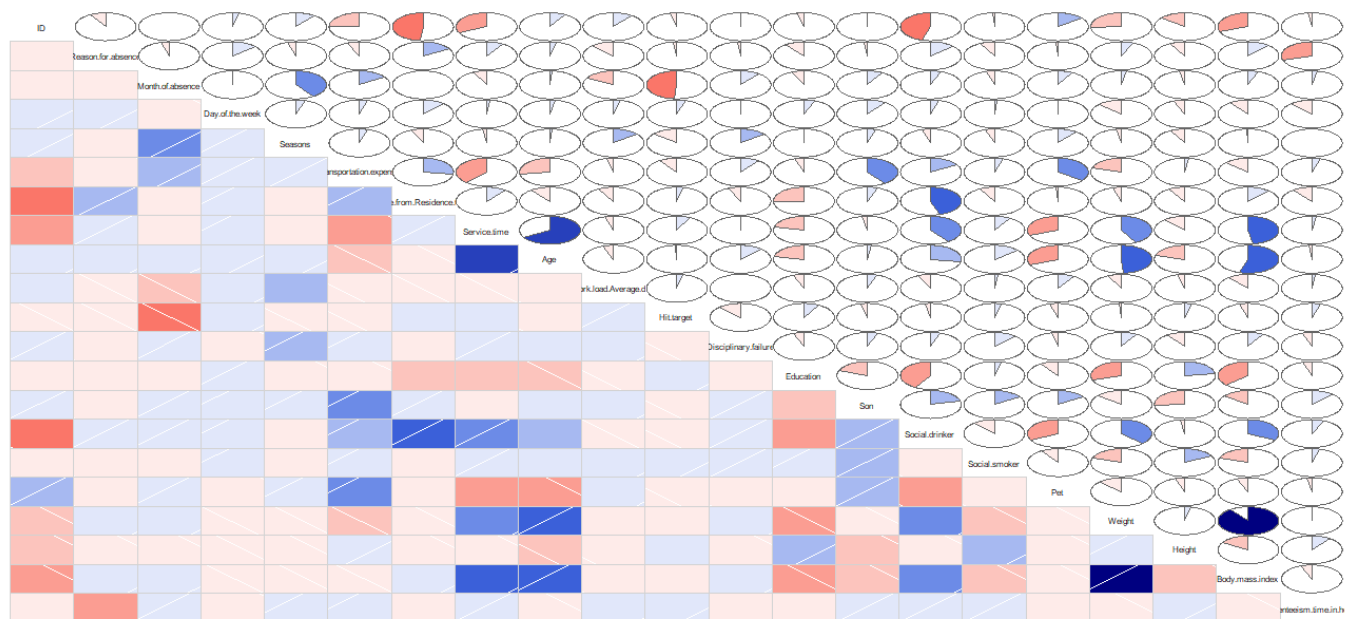 ID
Reason.for.absence
Month.of.absence
Day.of.the.week
Seasons
ansportation.expen
e.from.Residence.
Service.time
Age
ork.load.Average.d
Hit.target
Disciplinary.failure
Education
Son
Social.drinker
Social.smoker
Pet
Weight
Height
Body.mass.index
enteeism.time.in.h